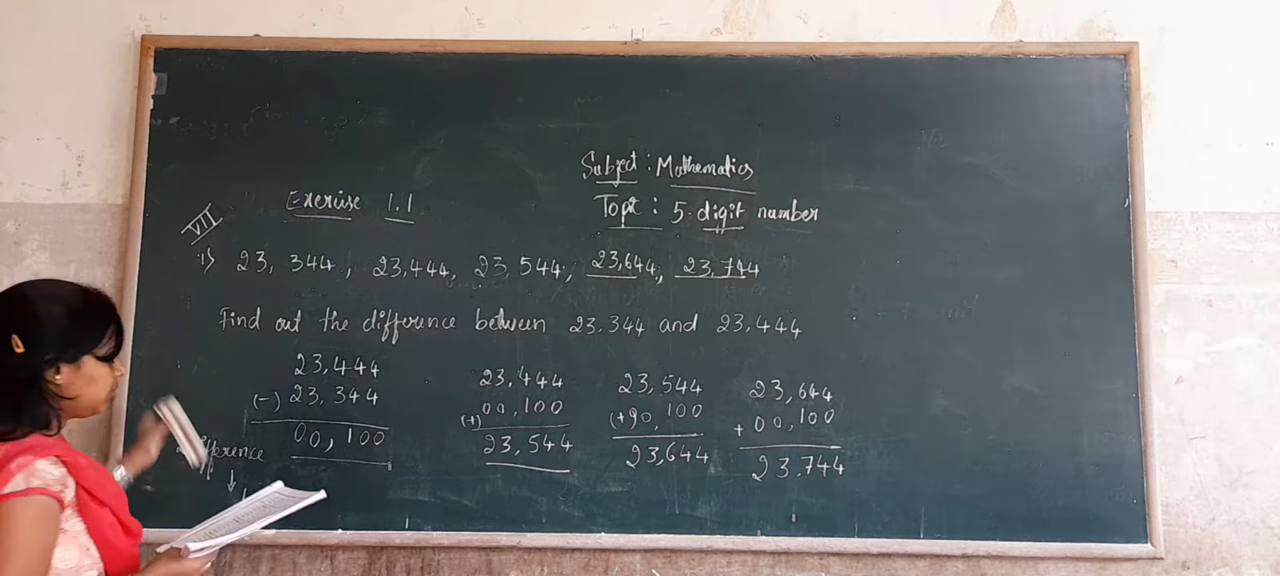 Subject: Mathematics
Exercise 1.1
Topic: 5 digit number
VII
1) 23, 344, 23,444, 23,544, 23,644, 23,744
Find out the difference between 23,344 and 23,444
23,444
(-) 23,344
00,100
23,444
00,100
(+)
23,544
23,544
(+) 00,100
23,644
23,644
+ 00,100
23,744